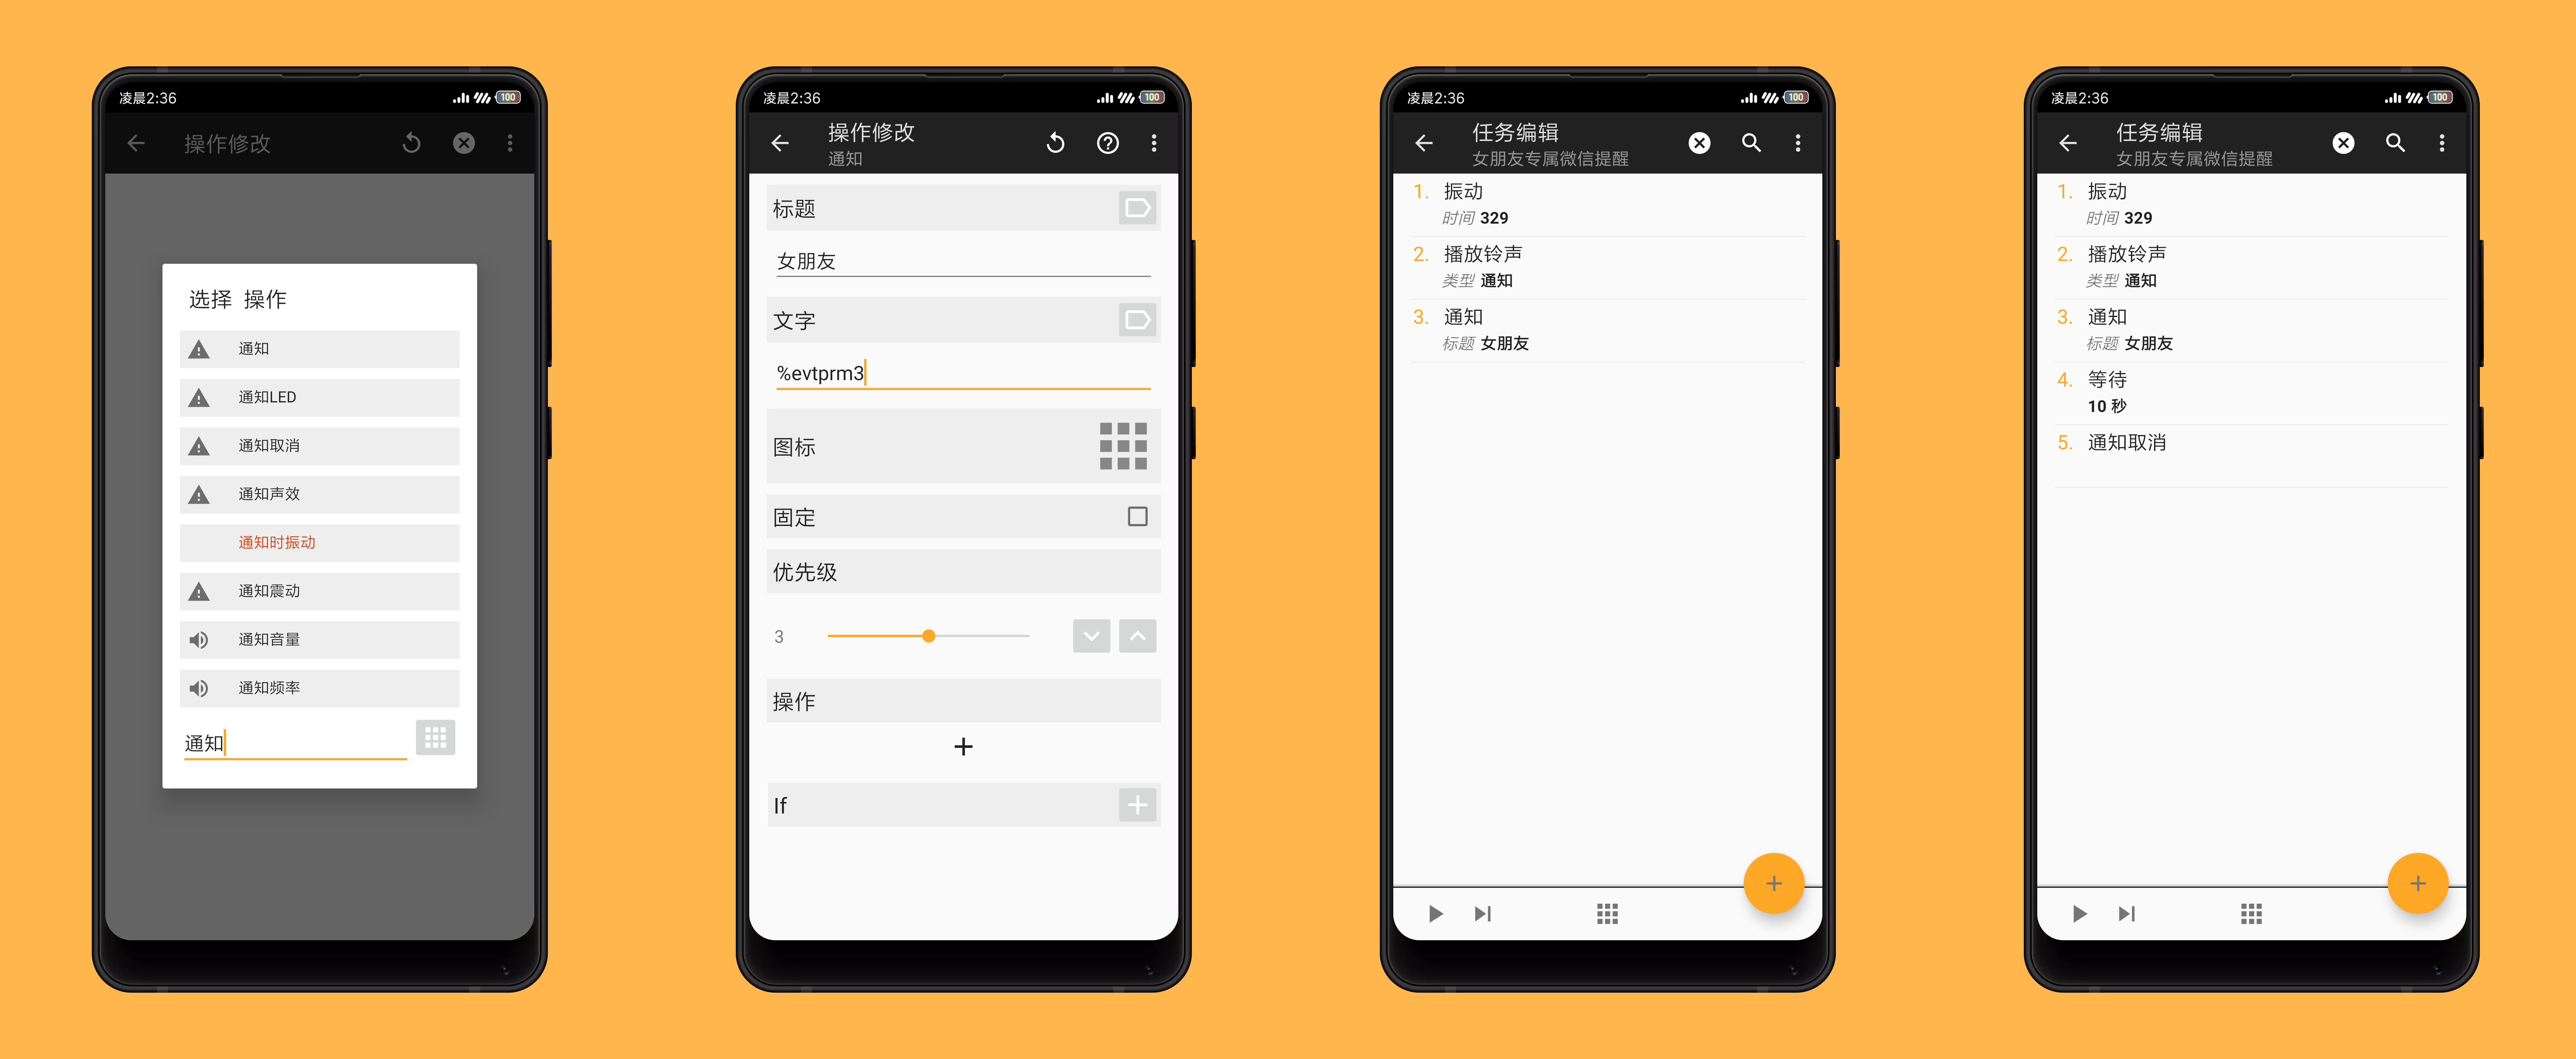 凌晨2:36
100
操作修改
选择 操作
通知
通知LED
通知取消
通知声效
通知时振动
通知震动
通知音量
通知频率
通知
凌晨2:36
100
操作修改
通知
标题
女朋友
文字
%evtprm3
图标
固定
优先级
3
操作
If
凌晨2:36
100
任务编辑
女朋友专属微信提醒
1. 振动
时间 329
2. 播放铃声
类型 通知
3. 通知
标题 女朋友
凌晨2:36
100
任务编辑
女朋友专属微信提醒
1. 振动
时间 329
2. 播放铃声
类型 通知
3. 通知
标题 女朋友
4. 等待
10 秒
5. 通知取消